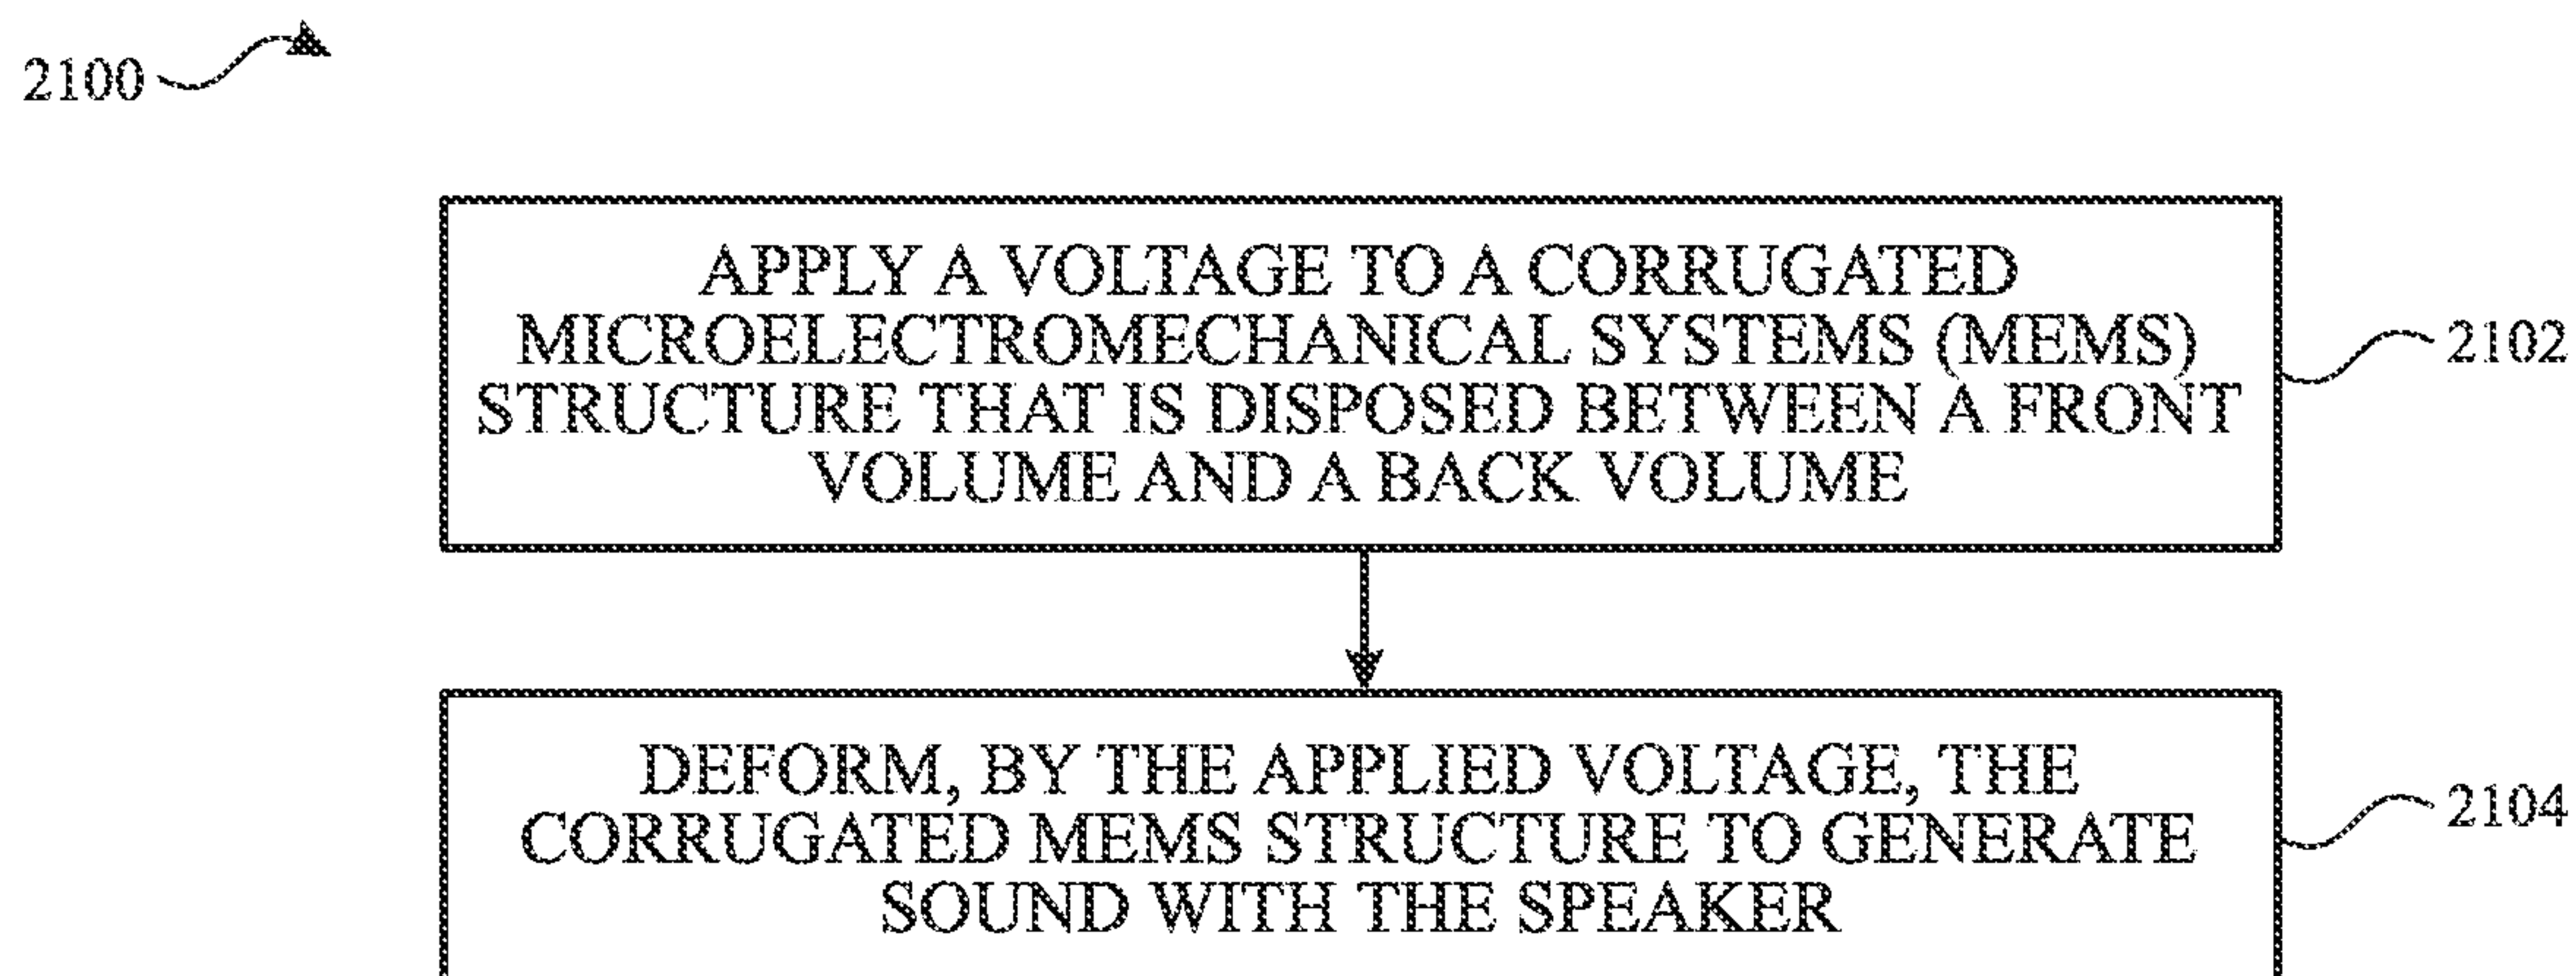 2100
APPLY A VOLTAGE TO A CORRUGATED
MICROELECTROMECHANICAL SYSTEMS (MEMS)
STRUCTURE THAT IS DISPOSED BETWEEN A FRONT
VOLUME AND A BACK VOLUME
2102
DEFORM, BY THE APPLIED VOLTAGE, THE
CORRUGATED MEMS STRUCTURE TO GENERATE
SOUND WITH THE SPEAKER
2104